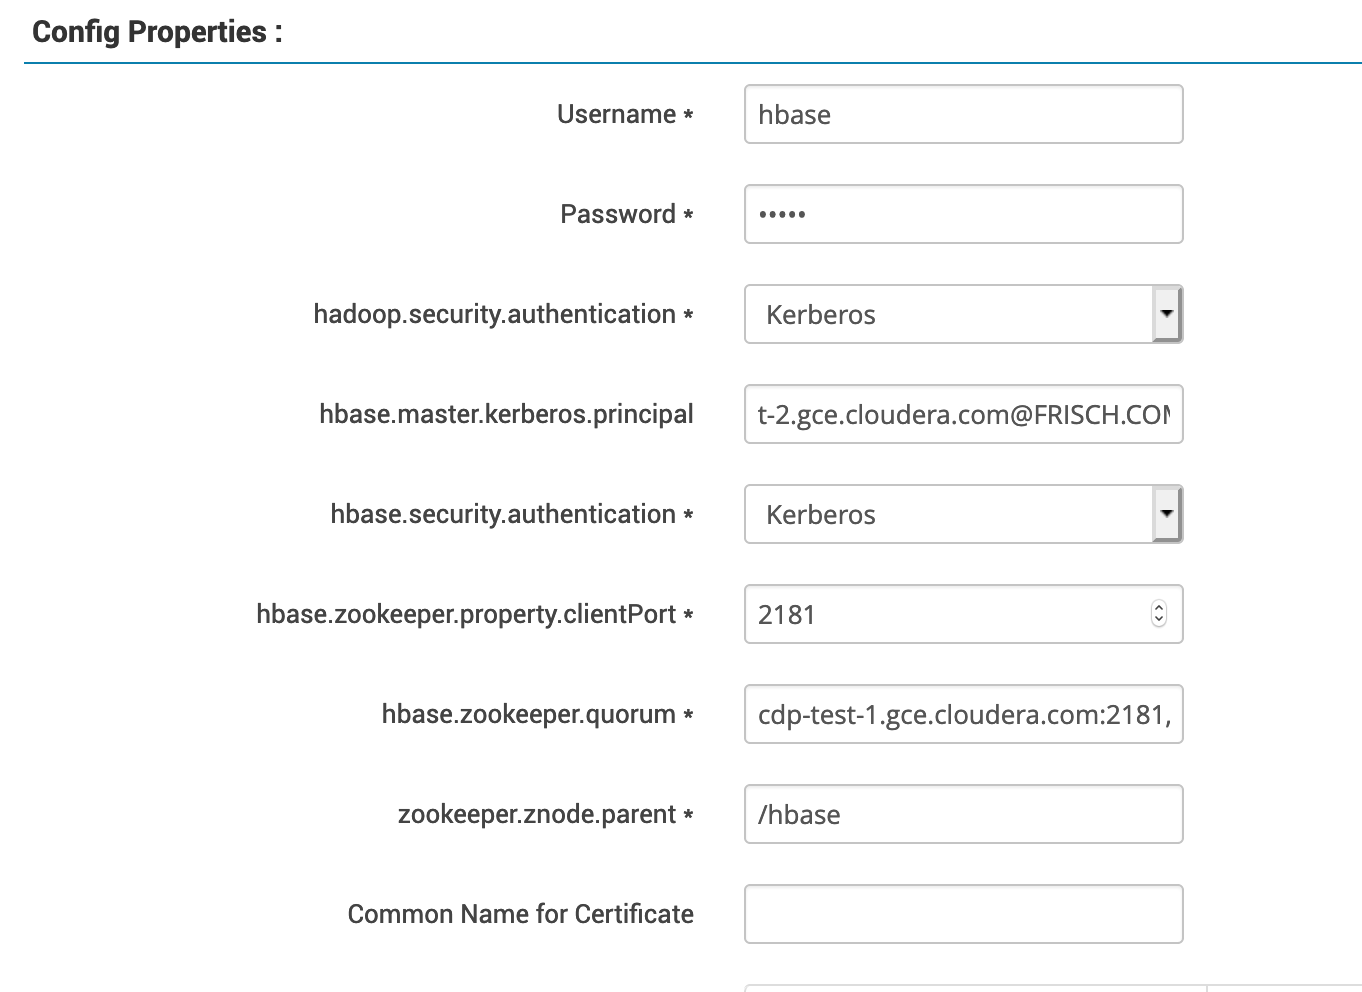 Config Properties :
Username * hbase
Password * •••••
hadoop.security.authentication * Kerberos
hbase.master.kerberos.principal t-2.gce.cloudera.com@FRISCH.COM
hbase.security.authentication * Kerberos
hbase.zookeeper.property.clientPort * 2181
hbase.zookeeper.quorum * cdp-test-1.gce.cloudera.com:2181,
zookeeper.znode.parent * /hbase
Common Name for Certificate